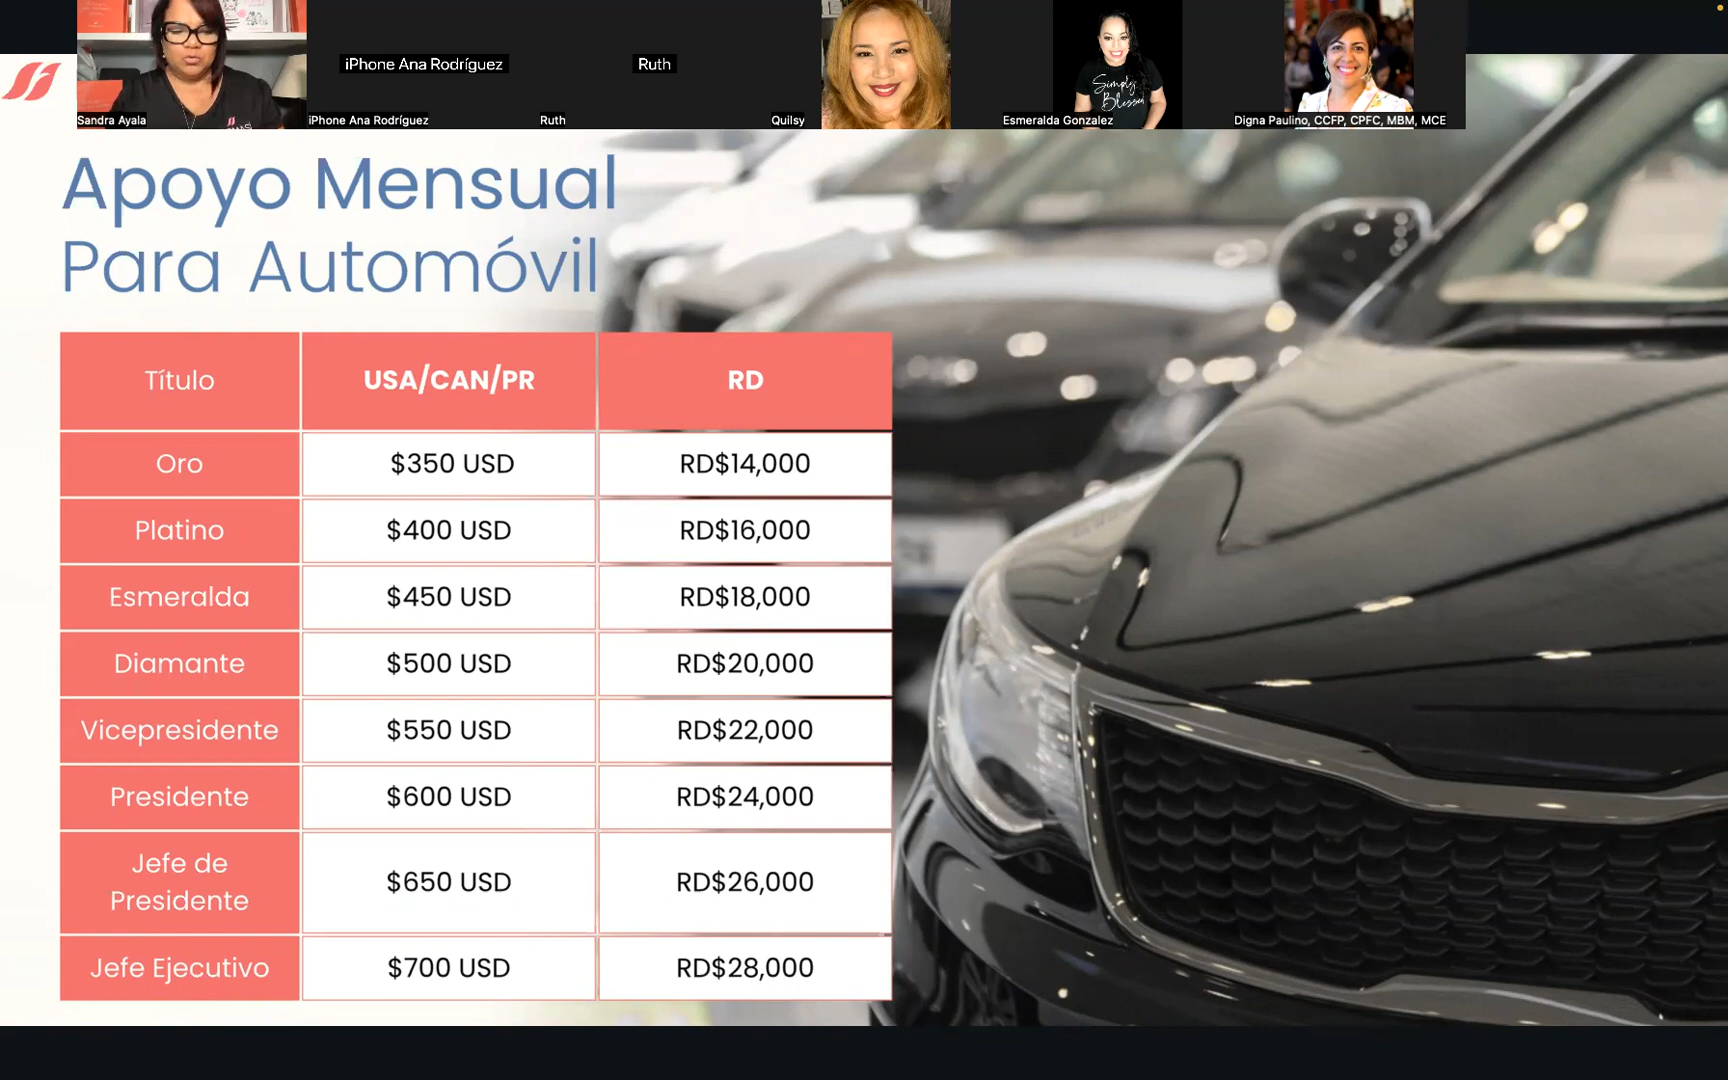 iPhone Ana Rodríguez
Ruth
Sandra Ayala
iPhone Ana Rodríguez
Ruth
Quilsy
Esmeralda Gonzalez
Digna Paulino, CCFP, CPFC, MBM, MCE
Simply
Blessed
Apoyo Mensual
Para Automóvil
Título USA/CAN/PR RD
Oro $350 USD RD$14,000
Platino $400 USD RD$16,000
Esmeralda $450 USD RD$18,000
Diamante $500 USD RD$20,000
Vicepresidente $550 USD RD$22,000
Presidente $600 USD RD$24,000
Jefe de
Presidente $650 USD RD$26,000
Jefe Ejecutivo $700 USD RD$28,000